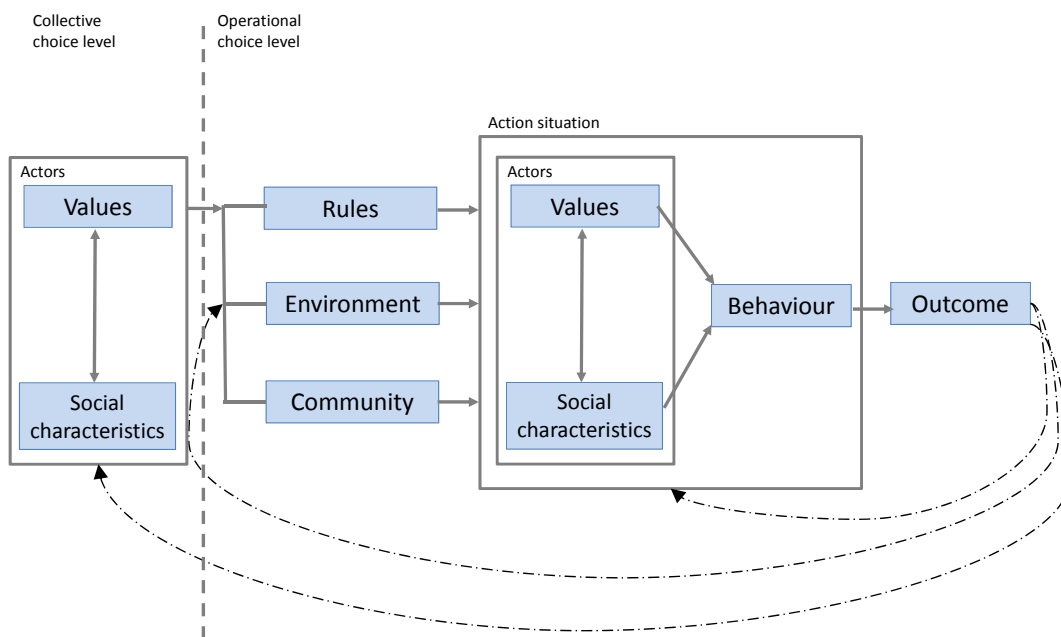 Collective
choice level
Operational
choice level
Action situation
Actors
Values
Social
characteristics
Rules
Environment
Community
Actors
Values
Social
characteristics
Behaviour
Outcome